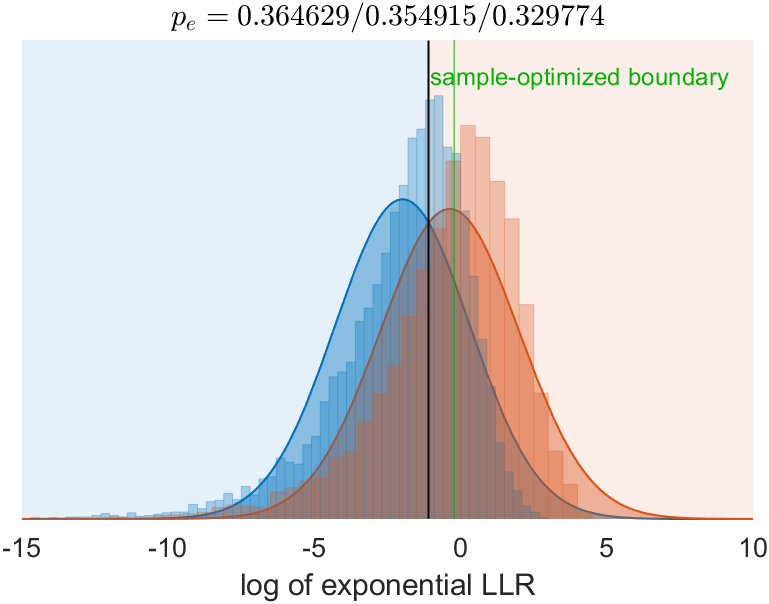 p_e = 0.364629/0.354915/0.329774
sample-optimized boundary
-15 -10 -5 0 5 10
log of exponential LLR